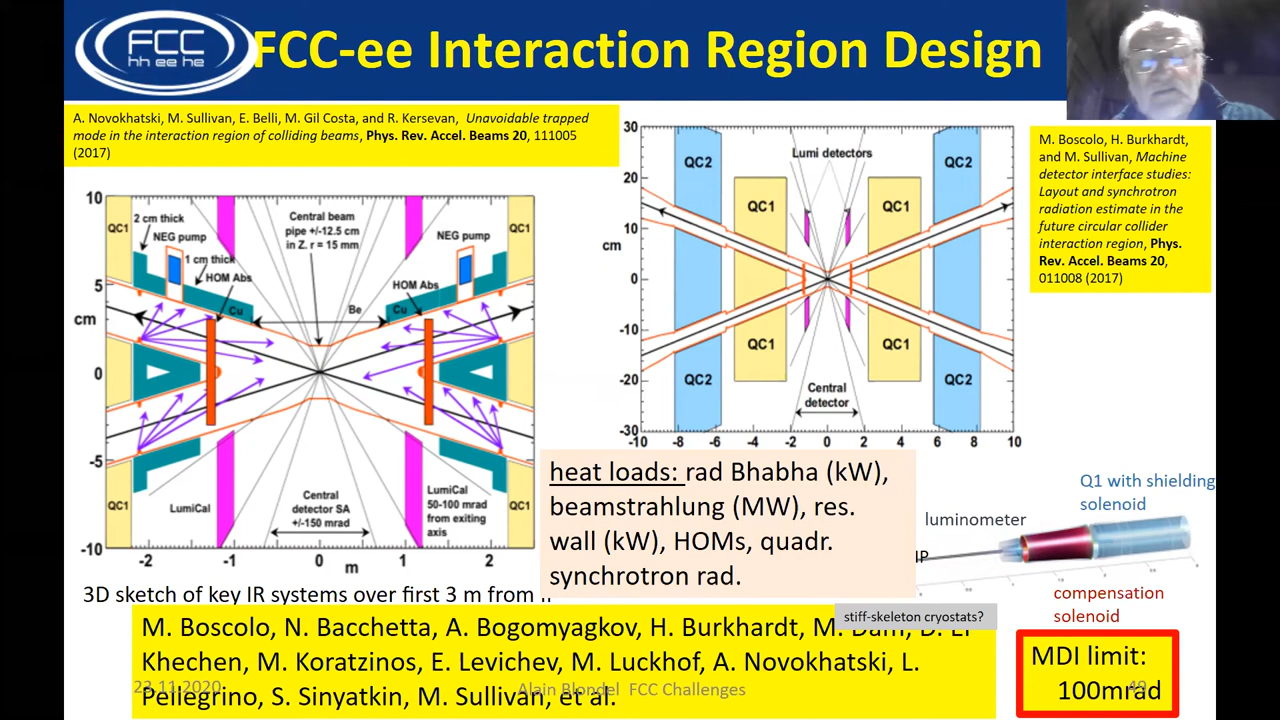 FCC
hh ee he
FCC-ee Interaction Region Design
A. Novokhatski, M. Sullivan, E. Belli, M. Gil Costa, and R. Kersevan, Unavoidable trapped
mode in the interaction region of colliding beams, Phys. Rev. Accel. Beams 20, 111005
(2017)
M. Boscolo, H. Burkhardt,
and M. Sullivan, Machine
detector interface studies:
Layout and synchrotron
radiation estimate in the
future circular collider
interaction region, Phys.
Rev. Accel. Beams 20,
011008 (2017)
10
5
cm
0
-5
-10
-2
-1
0
m
1
2
QC1
2 cm thick
NEG pump
1 cm thick
HOM Abs
Cu
Central beam
pipe +/-12.5 cm
in Z. r = 15 mm
Be
NEG pump
HOM Abs
Cu
QC1
QC1
LumiCal
Central
detector SA
+/-150 mrad
LumiCal
50-100 mrad
from exiting
axis
QC1
30
20
cm
10
0
-10
-20
-30
-10
-8
-6
-4
-2
0
2
4
6
8
10
QC2
Lumi detectors
QC2
QC1
QC1
QC1
QC1
QC2
Central
detector
QC2
heat loads: rad Bhabha (kW),
beamstrahlung (MW), res.
wall (kW), HOMs, quadr.
synchrotron rad.
Q1 with shielding
solenoid
luminometer
IP
compensation
solenoid
3D sketch of key IR systems over first 3 m from
stiff-skeleton cryostats?
M. Boscolo, N. Bacchetta, A. Bogomyagkov, H. Burkhardt, M. Dam, D. El
Khechen, M. Koratzinos, E. Levichev, M. Luckhof, A. Novokhatski, L.
Pellegrino, S. Sinyatkin, M. Sullivan, et al.
23.11.2020
Alain Blondel FCC Challenges
49
MDI limit:
100mrad